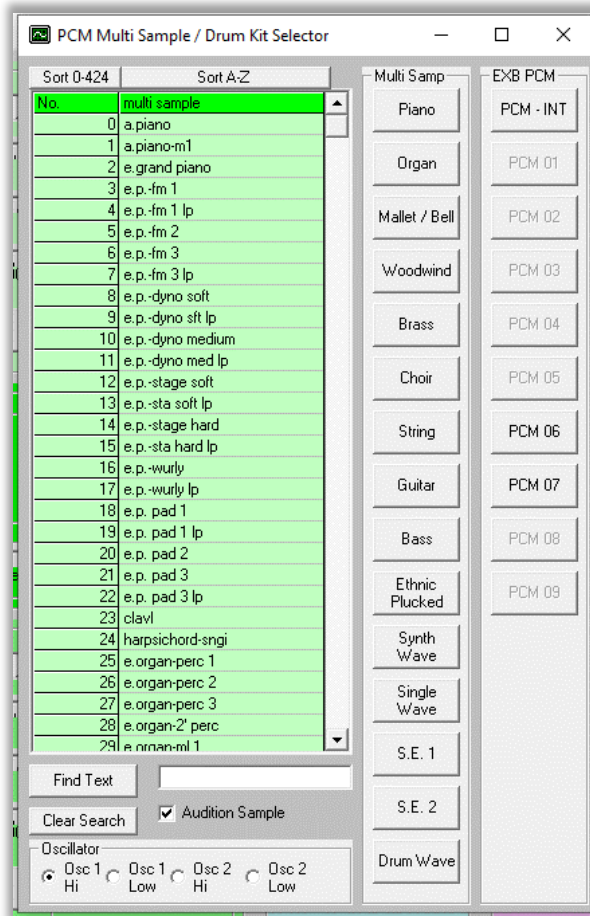 PCM Multi Sample / Drum Kit Selector
Sort 0-424 Sort A-Z
No. multi sample
0 a.piano
1 a.piano-m1
2 e.grand piano
3 e.p.-fm 1
4 e.p.-fm 1 lp
5 e.p.-fm 2
6 e.p.-fm 3
7 e.p.-fm 3 lp
8 e.p.-dyno soft
9 e.p.-dyno sft lp
10 e.p.-dyno medium
11 e.p.-dyno med lp
12 e.p.-stage soft
13 e.p.-sta soft lp
14 e.p.-stage hard
15 e.p.-sta hard lp
16 e.p.-wurly
17 e.p.-wurly lp
18 e.p. pad 1
19 e.p. pad 1 lp
20 e.p. pad 2
21 e.p. pad 3
22 e.p. pad 3 lp
23 clavl
24 harpsichord-sngi
25 e.organ-perc 1
26 e.organ-perc 2
27 e.organ-perc 3
28 e.organ-2' perc
29 e.organ-ml 1
Find Text
Clear Search
Audition Sample
Oscillator
Osc 1 Hi
Osc 1 Low
Osc 2 Hi
Osc 2 Low
Multi Samp
Piano
Organ
Mallet / Bell
Woodwind
Brass
Choir
String
Guitar
Bass
Ethnic
Plucked
Synth
Wave
Single
Wave
S.E. 1
S.E. 2
Drum Wave
EXB PCM
PCM - INT
PCM 01
PCM 02
PCM 03
PCM 04
PCM 05
PCM 06
PCM 07
PCM 08
PCM 09